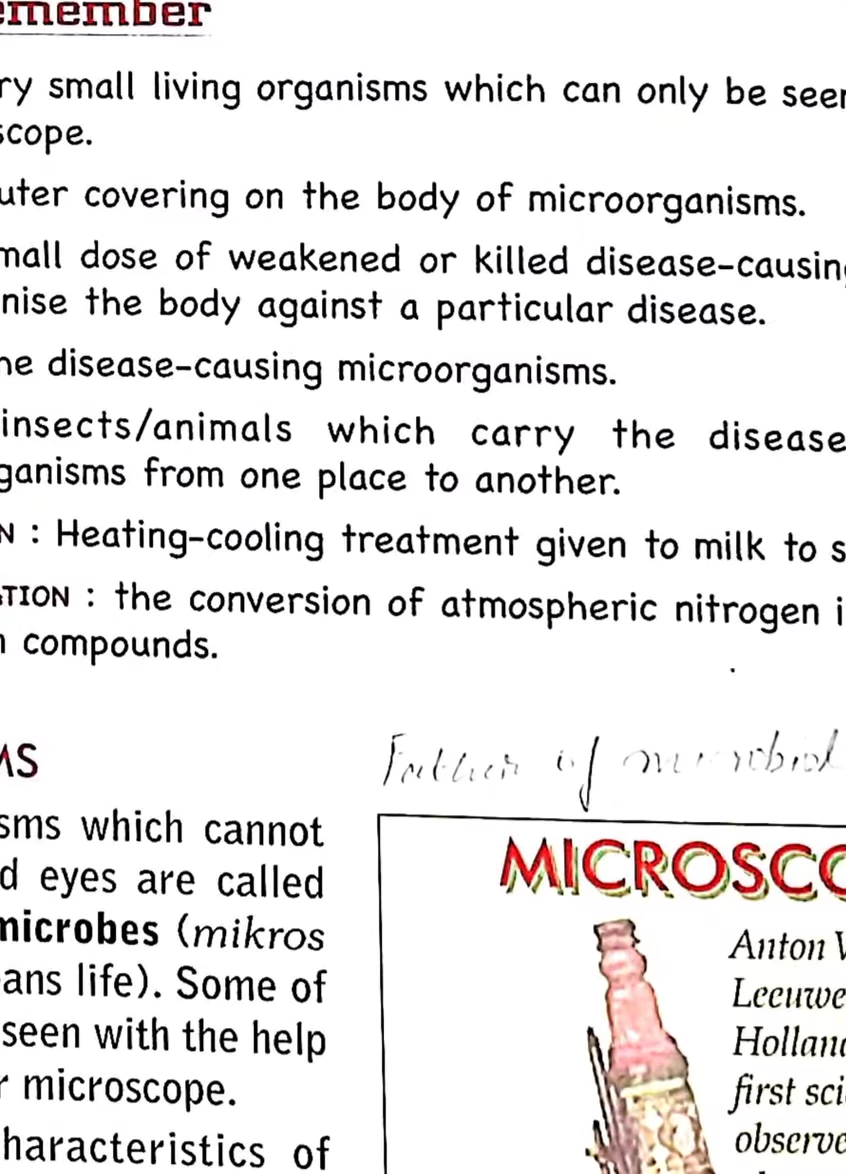 emember
ry small living organisms which can only be seen
scope.
uter covering on the body of microorganisms.
mall dose of weakened or killed disease-causing
nise the body against a particular disease.
he disease-causing microorganisms.
insects/animals which carry the disease
ganisms from one place to another.
N : Heating-cooling treatment given to milk to s
ATION : the conversion of atmospheric nitrogen i
n compounds.
MS
Father of microbiol
sms which cannot
d eyes are called
microbes (mikros
ans life). Some of
seen with the help
r microscope.
haracteristics of
MICROSCO
Anton V
Leeuwe
Holland
first sci
observe